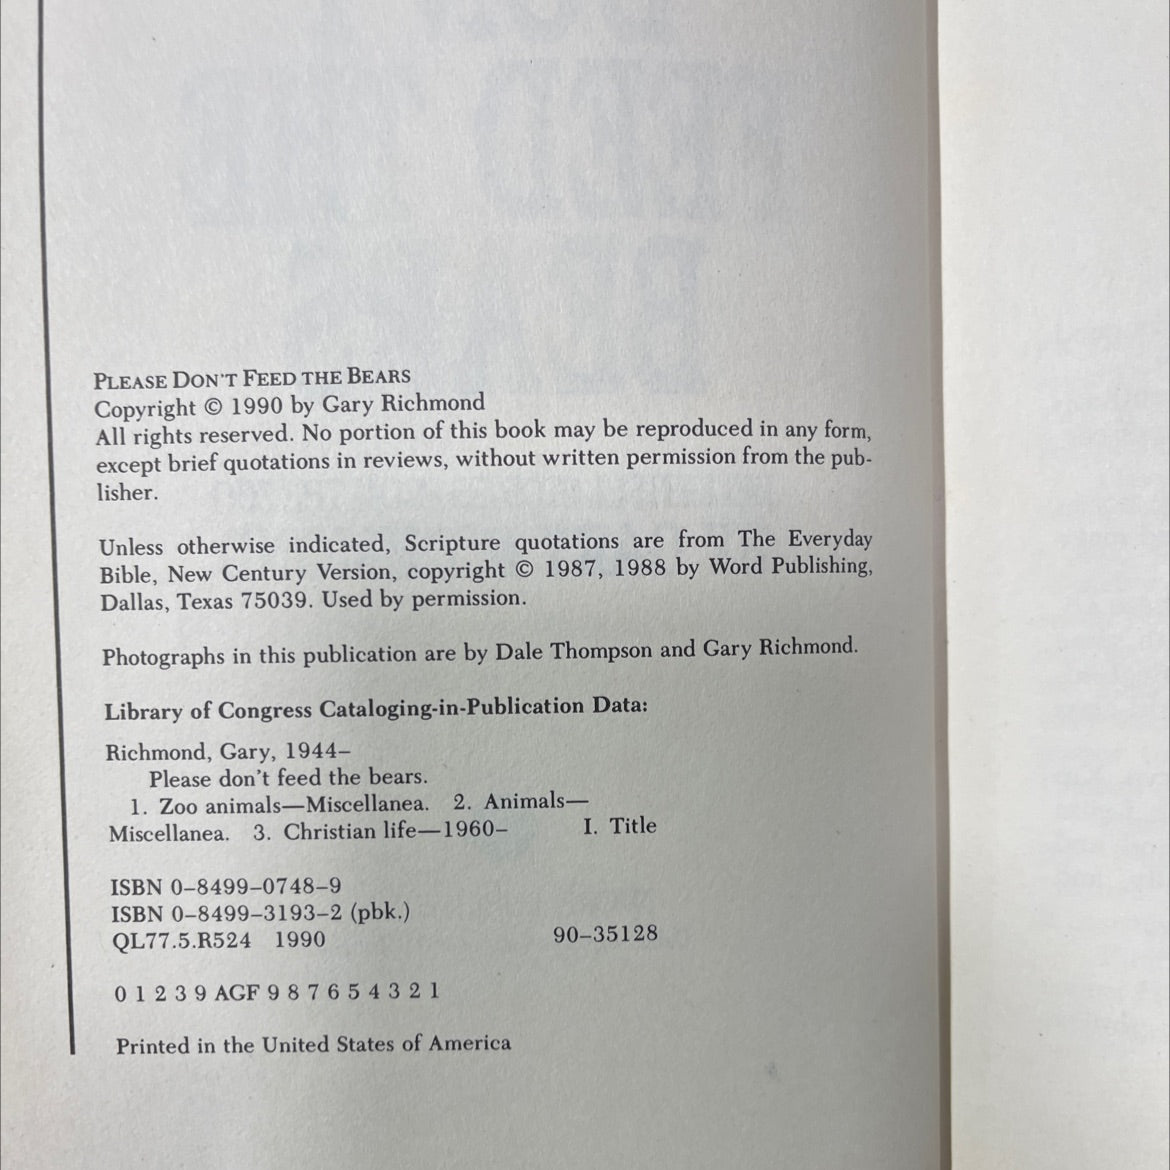 PLEASE DON'T FEED THE BEARS
Copyright © 1990 by Gary Richmond
All rights reserved. No portion of this book may be reproduced in any form,
except brief quotations in reviews, without written permission from the pub-
lisher.
Unless otherwise indicated, Scripture quotations are from The Everyday
Bible, New Century Version, copyright © 1987, 1988 by Word Publishing,
Dallas, Texas 75039. Used by permission.
Photographs in this publication are by Dale Thompson and Gary Richmond.
Library of Congress Cataloging-in-Publication Data:
Richmond, Gary, 1944–
Please don't feed the bears.
1. Zoo animals—Miscellanea. 2. Animals—
Miscellanea. 3. Christian life—1960– I. Title
ISBN 0–8499–0748–9
ISBN 0–8499–3193–2 (pbk.)
QL77.5.R524 1990 90–35128
0 1 2 3 9 AGF 9 8 7 6 5 4 3 2 1
Printed in the United States of America